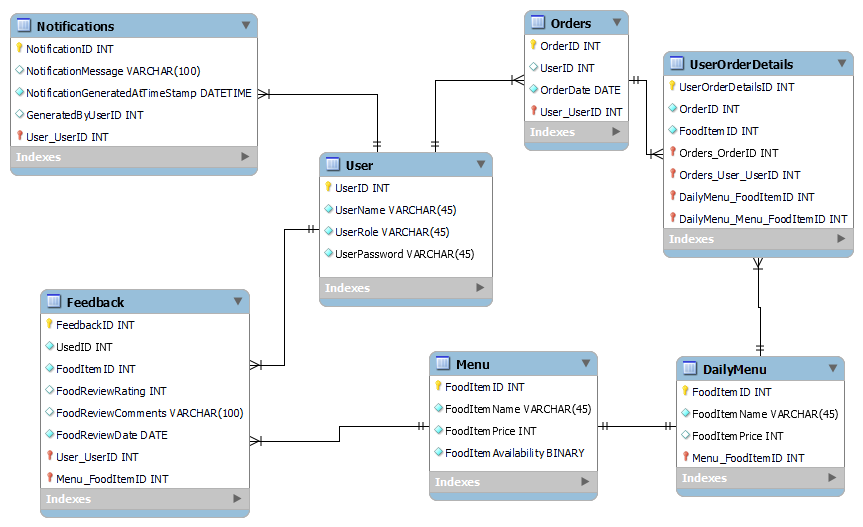 Notifications
NotificationID INT
NotificationMessage VARCHAR(100)
NotificationGeneratedAtTimeStamp DATETIME
GeneratedByUserID INT
User_UserID INT
Indexes
Orders
OrderID INT
UserID INT
OrderDate DATE
User_UserID INT
Indexes
UserOrderDetails
UserOrderDetailsID INT
OrderID INT
FoodItemID INT
Orders_OrderID INT
Orders_User_UserID INT
DailyMenu_FoodItemID INT
DailyMenu_Menu_FoodItemID INT
Indexes
User
UserID INT
UserName VARCHAR(45)
UserRole VARCHAR(45)
UserPassword VARCHAR(45)
Indexes
Feedback
FeedbackID INT
UsedID INT
FoodItemID INT
FoodReviewRating INT
FoodReviewComments VARCHAR(100)
FoodReviewDate DATE
User_UserID INT
Menu_FoodItemID INT
Indexes
Menu
FoodItemID INT
FoodItemName VARCHAR(45)
FoodItemPrice INT
FoodItemAvailability BINARY
Indexes
DailyMenu
FoodItemID INT
FoodItemName VARCHAR(45)
FoodItemPrice INT
Menu_FoodItemID INT
Indexes